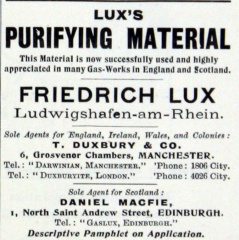 LUX'S
PURIFYING MATERIAL
This Material is now successfully used and highly
appreciated in many Gas-Works in England and Scotland.
FRIEDRICH LUX
Ludwigshafen-am-Rhein.
Sole Agents for England, Ireland, Wales, and Colonies:
T. DUXBURY & CO.
6, Grosvenor Chambers, MANCHESTER.
Tel.: "DARWINIAN, MANCHESTER." 'Phone: 1806 City.
Tel.: "DUXBURYITE, LONDON." 'Phone: 4026 City.
Sole Agent for Scotland:
DANIEL MACFIE,
1, North Saint Andrew Street, EDINBURGH.
Tel.: "GASLUX, EDINBURGH."
Descriptive Pamphlet on Application.